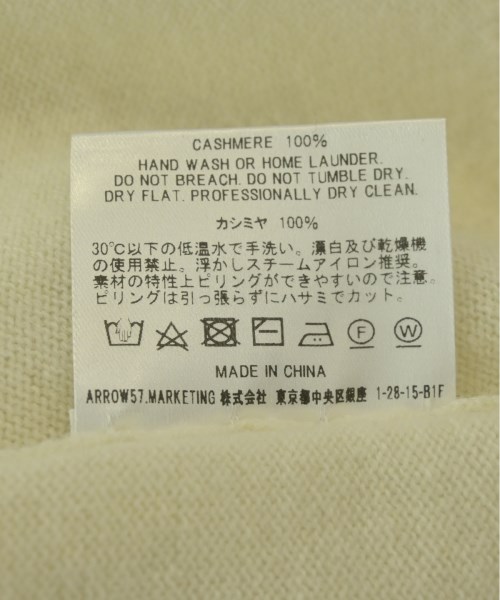 CASHMERE 100%
HAND WASH OR HOME LAUNDER.
DO NOT BREACH. DO NOT TUMBLE DRY.
DRY FLAT. PROFESSIONALLY DRY CLEAN.
カシミヤ 100%
30℃以下の低温水で手洗い。漂白及び乾燥機
の使用禁止。浮かしスチームアイロン推奨。
素材の特性上ピリングができやすいので注意。
ピリングは引っ張らずにハサミでカット。
F W
MADE IN CHINA
ARROW57.MARKETING 株式会社 東京都中央区銀座 1-28-15-B1F